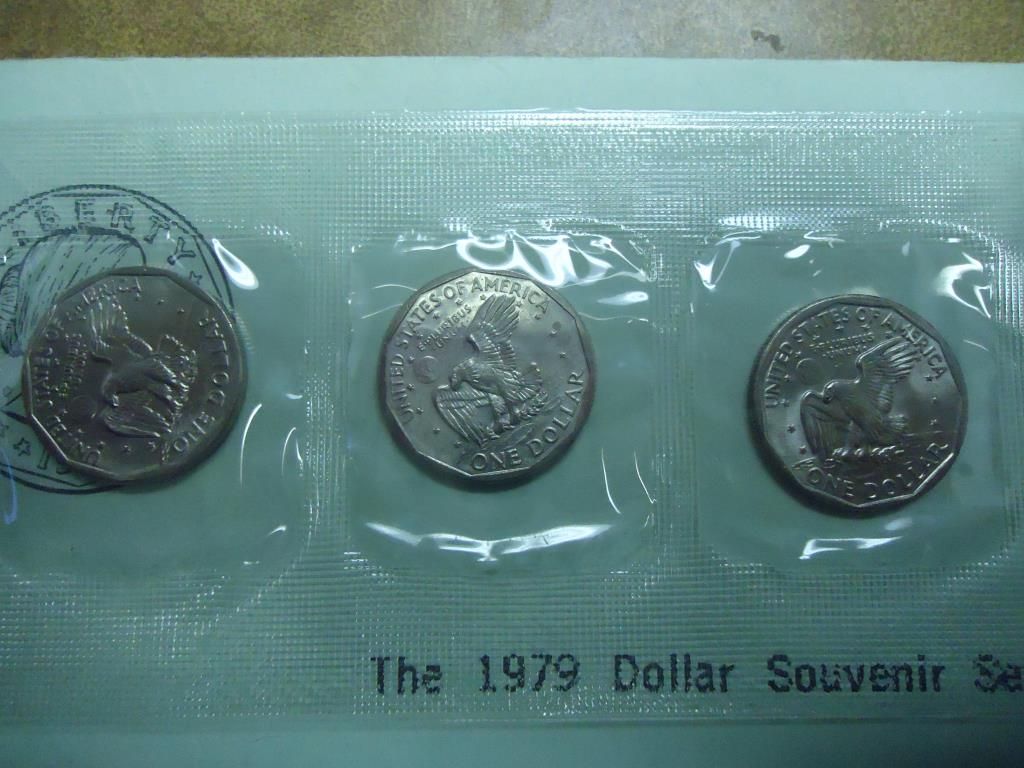 LIBERTY
UNITED STATES OF AMERICA
ONE DOLLAR
UNITED STATES OF AMERICA
E PLURIBUS
UNUM
ONE DOLLAR
UNITED STATES OF AMERICA
E PLURIBUS
UNUM
ONE DOLLAR
The 1979 Dollar Souvenir Se